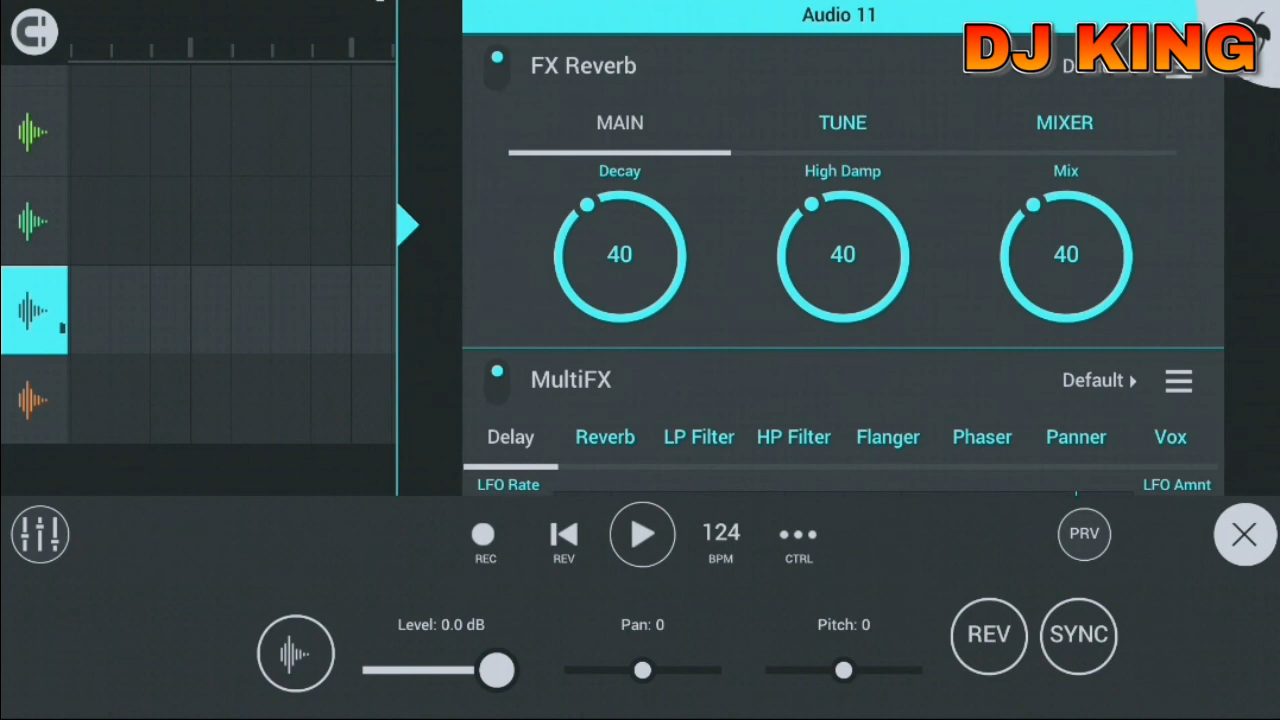 Audio 11
DJ KING
FX Reverb
MAIN TUNE MIXER
Decay High Damp Mix
40 40 40
MultiFX Default
Delay Reverb LP Filter HP Filter Flanger Phaser Panner Vox
LFO Rate LFO Amnt
124 PRV
REC REV BPM CTRL
Level: 0.0 dB Pan: 0 Pitch: 0
REV SYNC